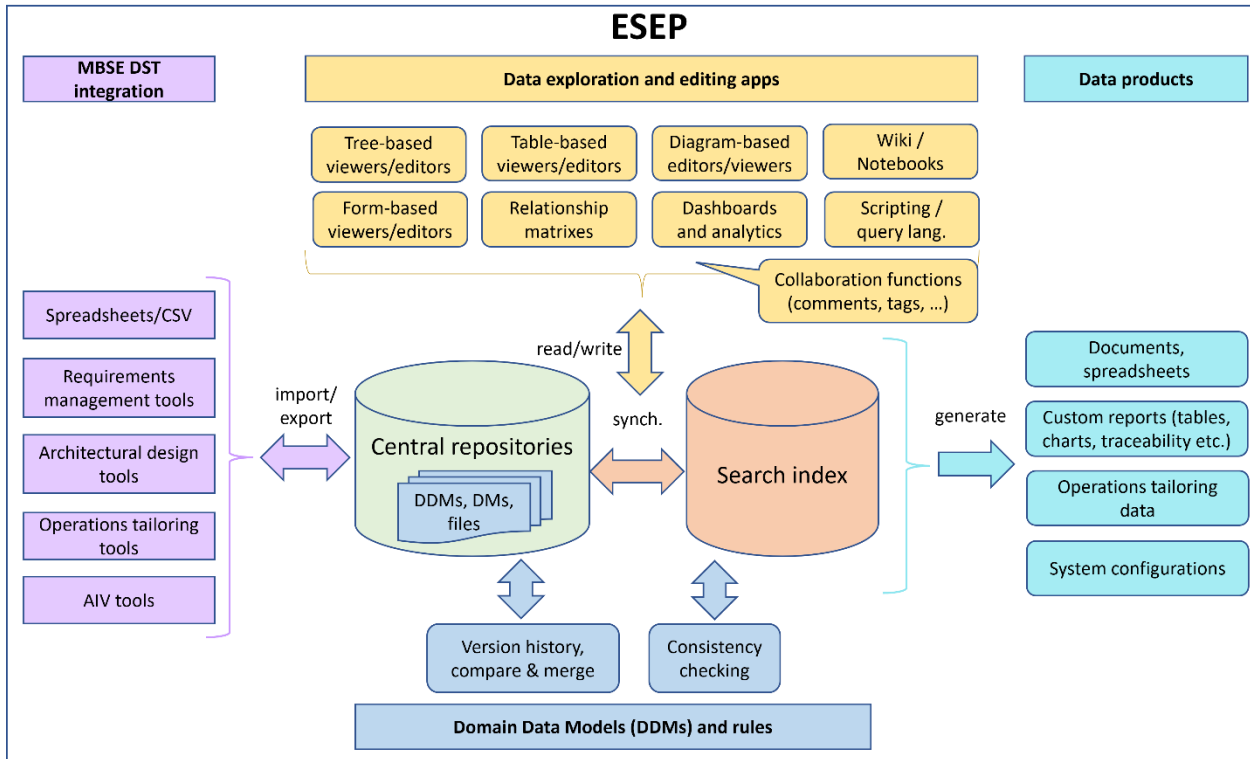 ESEP
MBSE DST
integration
Data exploration and editing apps
Data products
Tree-based
viewers/editors
Table-based
viewers/editors
Diagram-based
editors/viewers
Wiki /
Notebooks
Form-based
viewers/editors
Relationship
matrixes
Dashboards
and analytics
Scripting /
query lang.
Collaboration functions
(comments, tags, ...)
Spreadsheets/CSV
Requirements
management tools
Architectural design
tools
Operations tailoring
tools
AIV tools
import/
export
read/write
synch.
generate
Central repositories
DDMs, DMs,
files
Search index
Documents,
spreadsheets
Custom reports (tables,
charts, traceability etc.)
Operations tailoring
data
System configurations
Version history,
compare & merge
Consistency
checking
Domain Data Models (DDMs) and rules